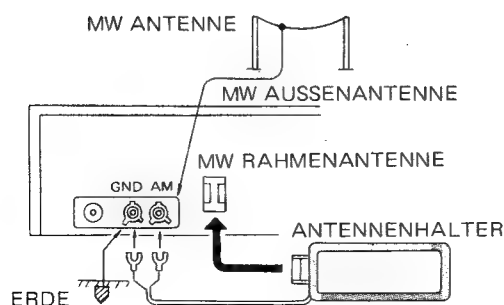 MW ANTENNE
MW AUSSENANTENNE
MW RAHMENANTENNE
GND AM
ANTENNENHALTER
ERDE